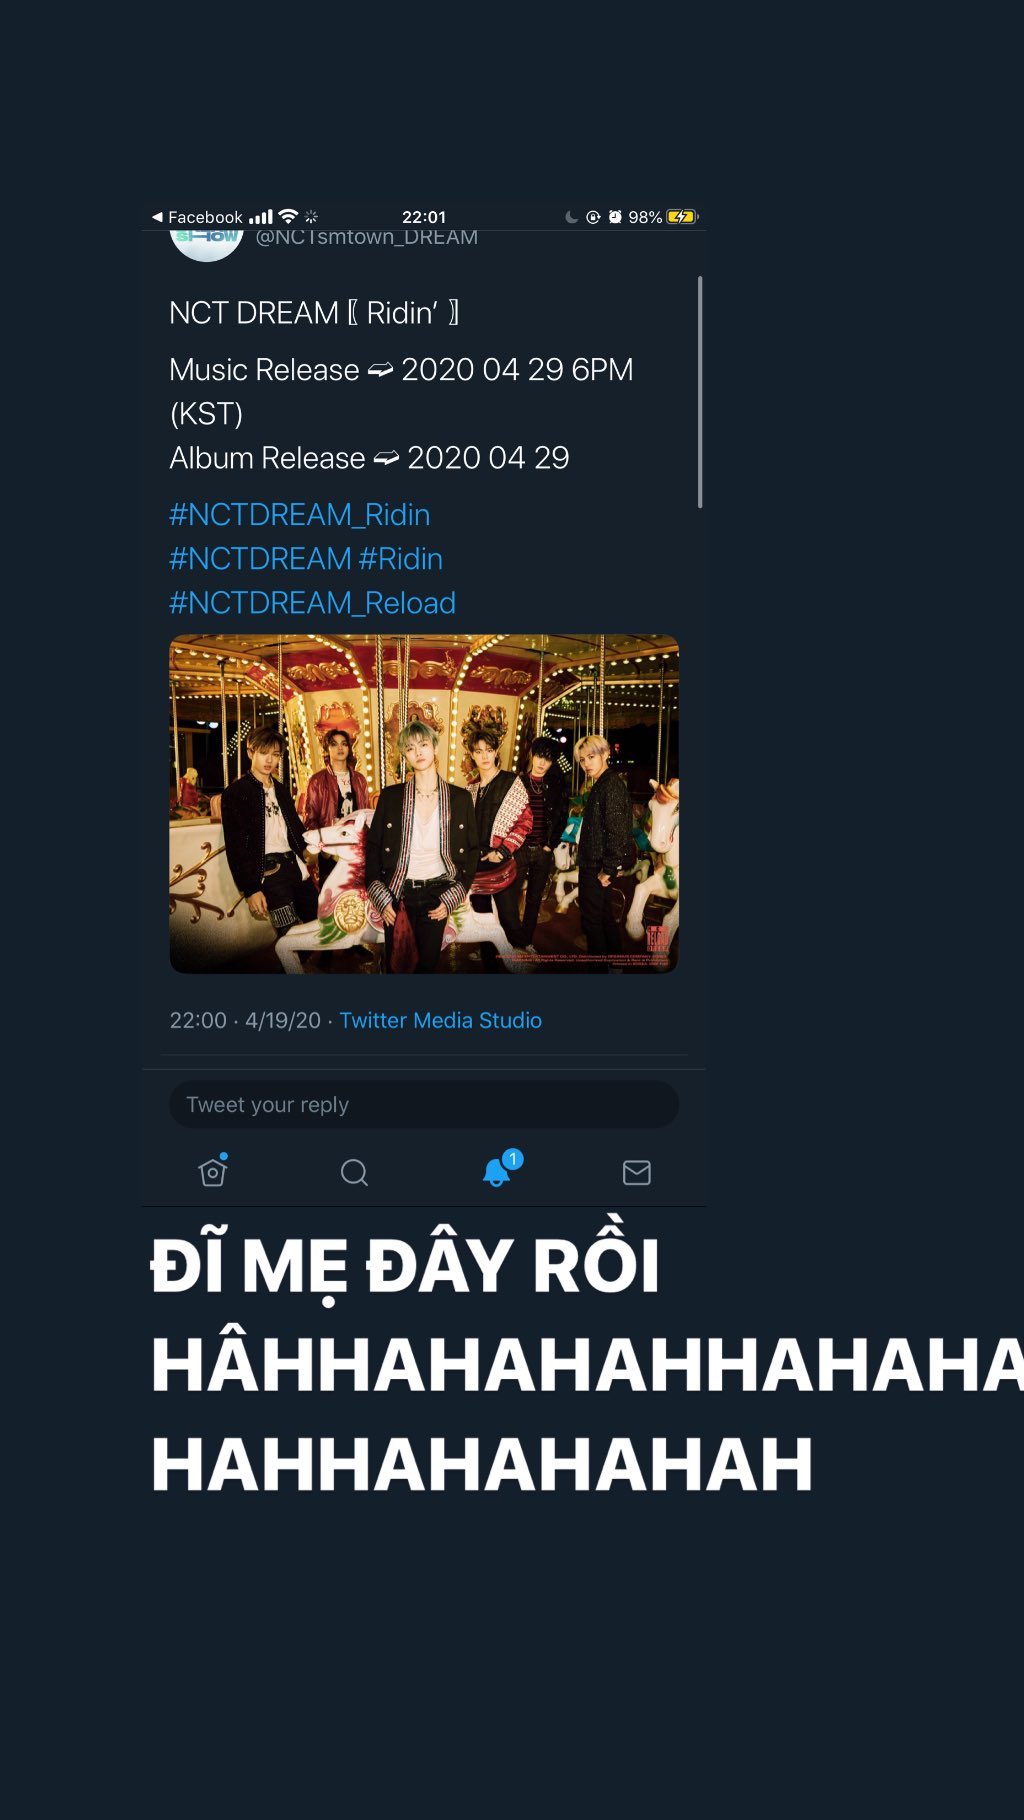 ◀ Facebook 22:01 98%
SHOW
@NCTsmtown_DREAM
NCT DREAM〖 Ridin’ 〗
Music Release ➫ 2020 04 29 6PM
(KST)
Album Release ➫ 2020 04 29
#NCTDREAM_Ridin
#NCTDREAM #Ridin
#NCTDREAM_Reload
22:00 · 4/19/20 · Twitter Media Studio
Tweet your reply
1
ĐĨ MẸ ĐÂY RỒI
HÂHHAHAHAHHAHAHA
HAHHAHAHAHAH